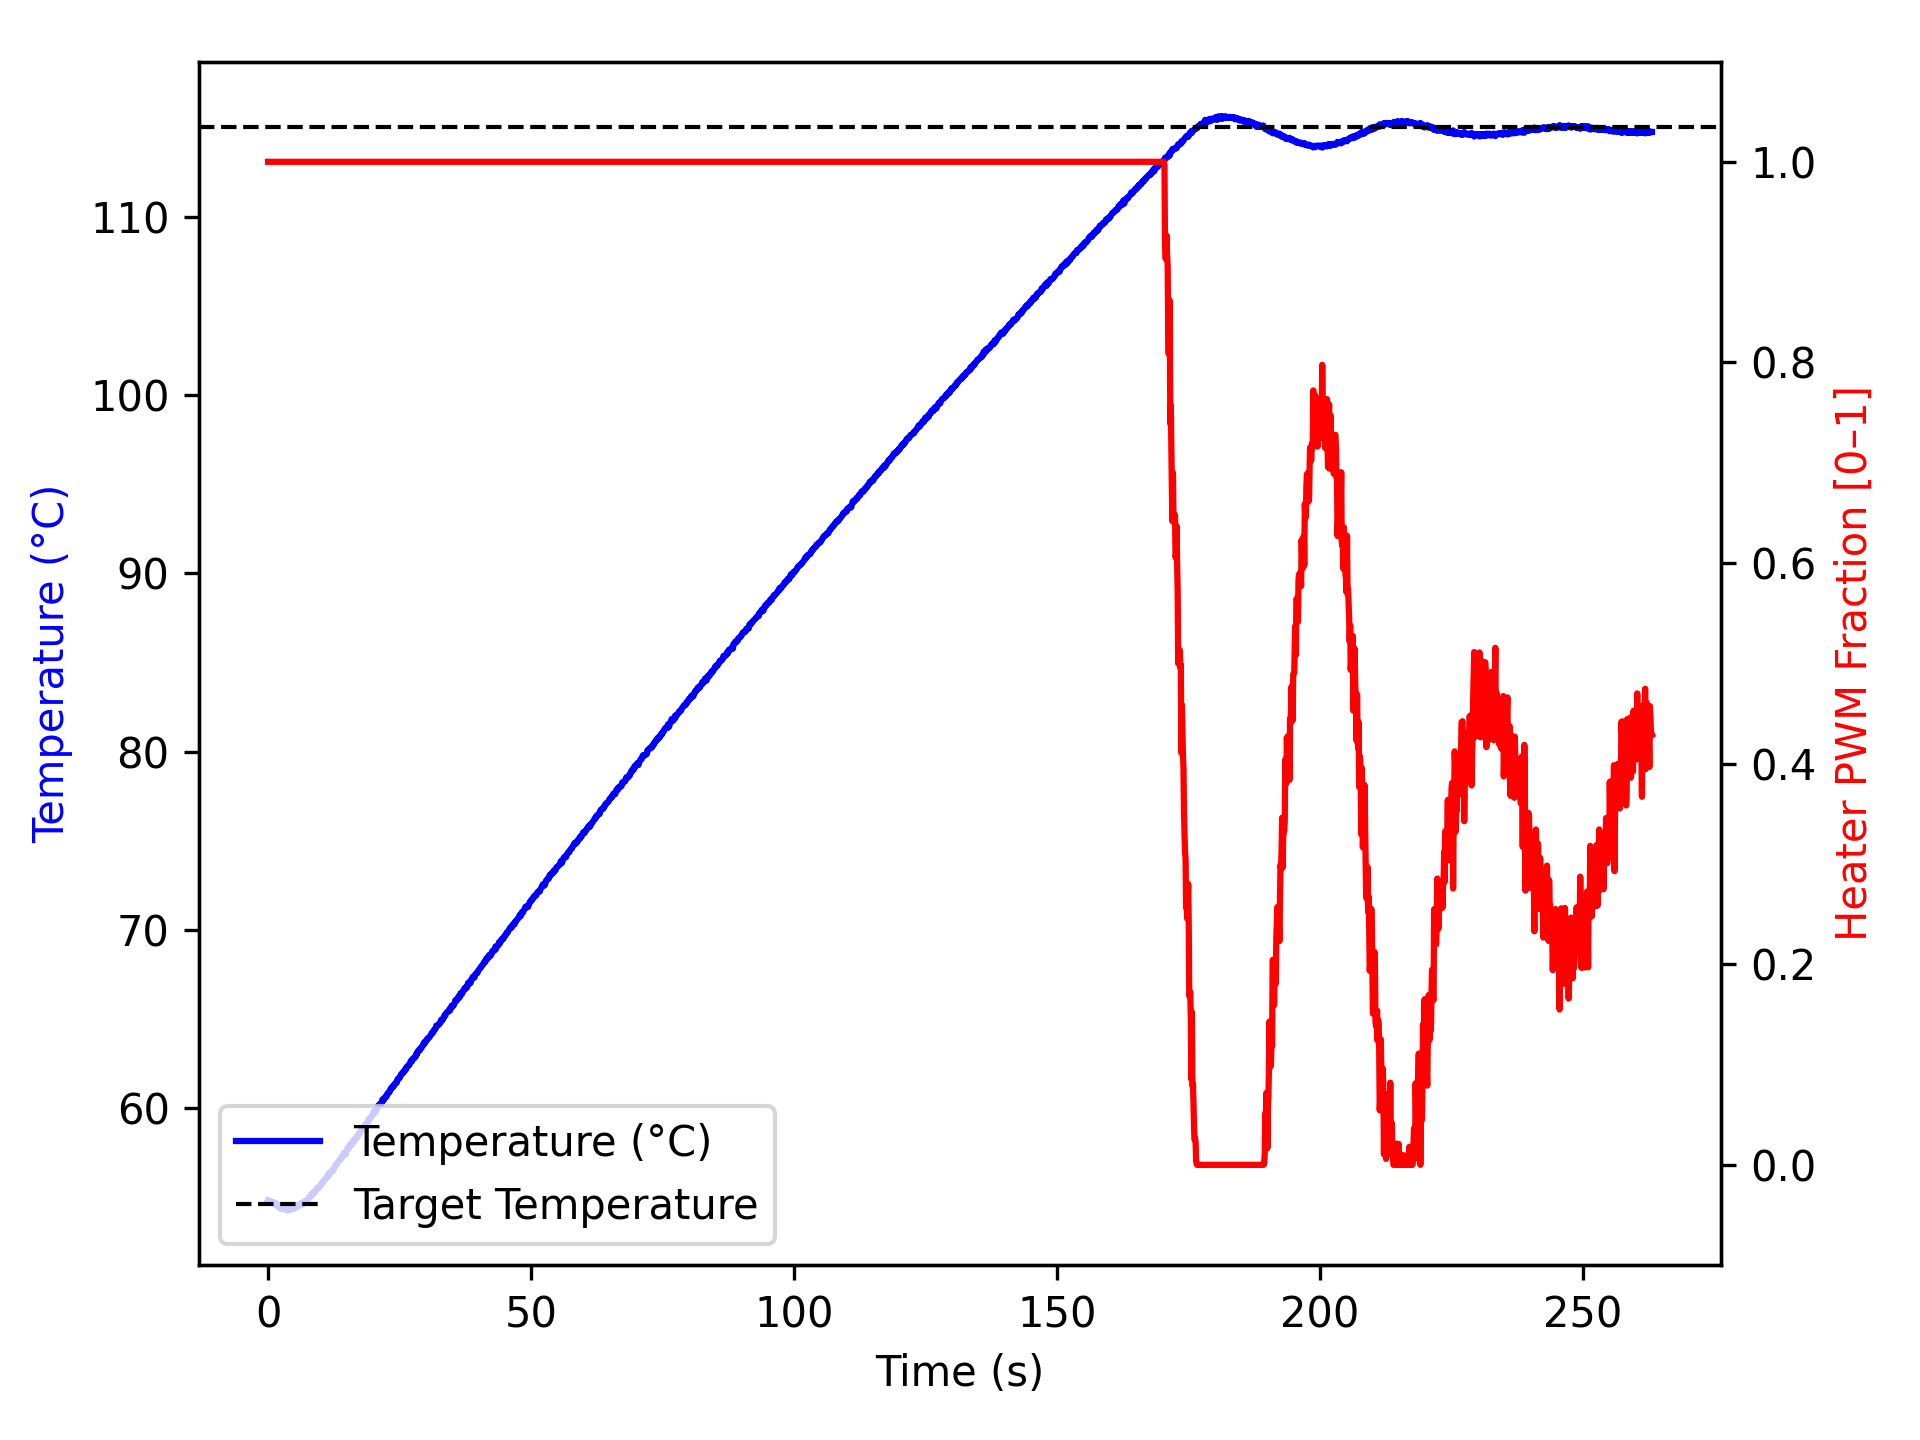 110
100
90
80
70
60
Temperature (°C)
1.0
0.8
0.6
0.4
0.2
0.0
Heater PWM Fraction [0–1]
Temperature (°C)
Target Temperature
0 50 100 150 200 250
Time (s)